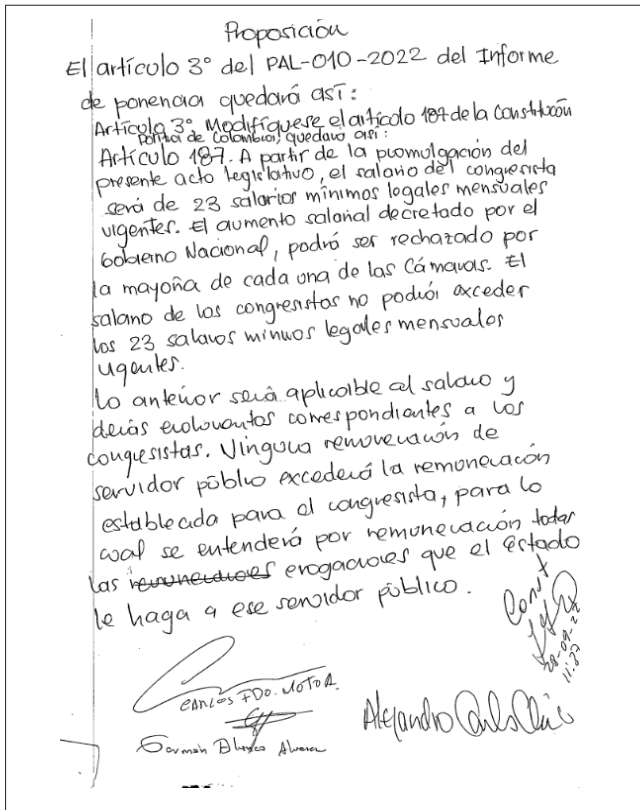 Proposición
El artículo 3° del PAL-010-2022 del Informe
de ponencia quedará así:
Artículo 3° Modifíquese el artículo 187 de la Constitución
Política de Colombia, quedará así:
Artículo 187. A partir de la promulgación del
presente acto legislativo, el salario del congresista
será de 23 salarios mínimos legales mensuales
vigentes. El aumento salarial decretado por el
Gobierno Nacional, podrá ser rechazado por
la mayoría de cada una de las Cámaras. El
salario de los congresistas no podrá exceder
los 23 salarios mínimos legales mensuales
vigentes.
Lo anterior será aplicable al salario y
demás emolumentos correspondientes a los
congresistas. Ninguna remuneración de
servidor público excederá la remuneración
establecida para el congresista, para lo
cual se entenderá por remuneración todas
las remuneraciones erogaciones que el Estado
le haga a ese servidor público.
11:27
CARLOS FDO. MOTOA.
Alejandro
Germán Blanco Alvarez